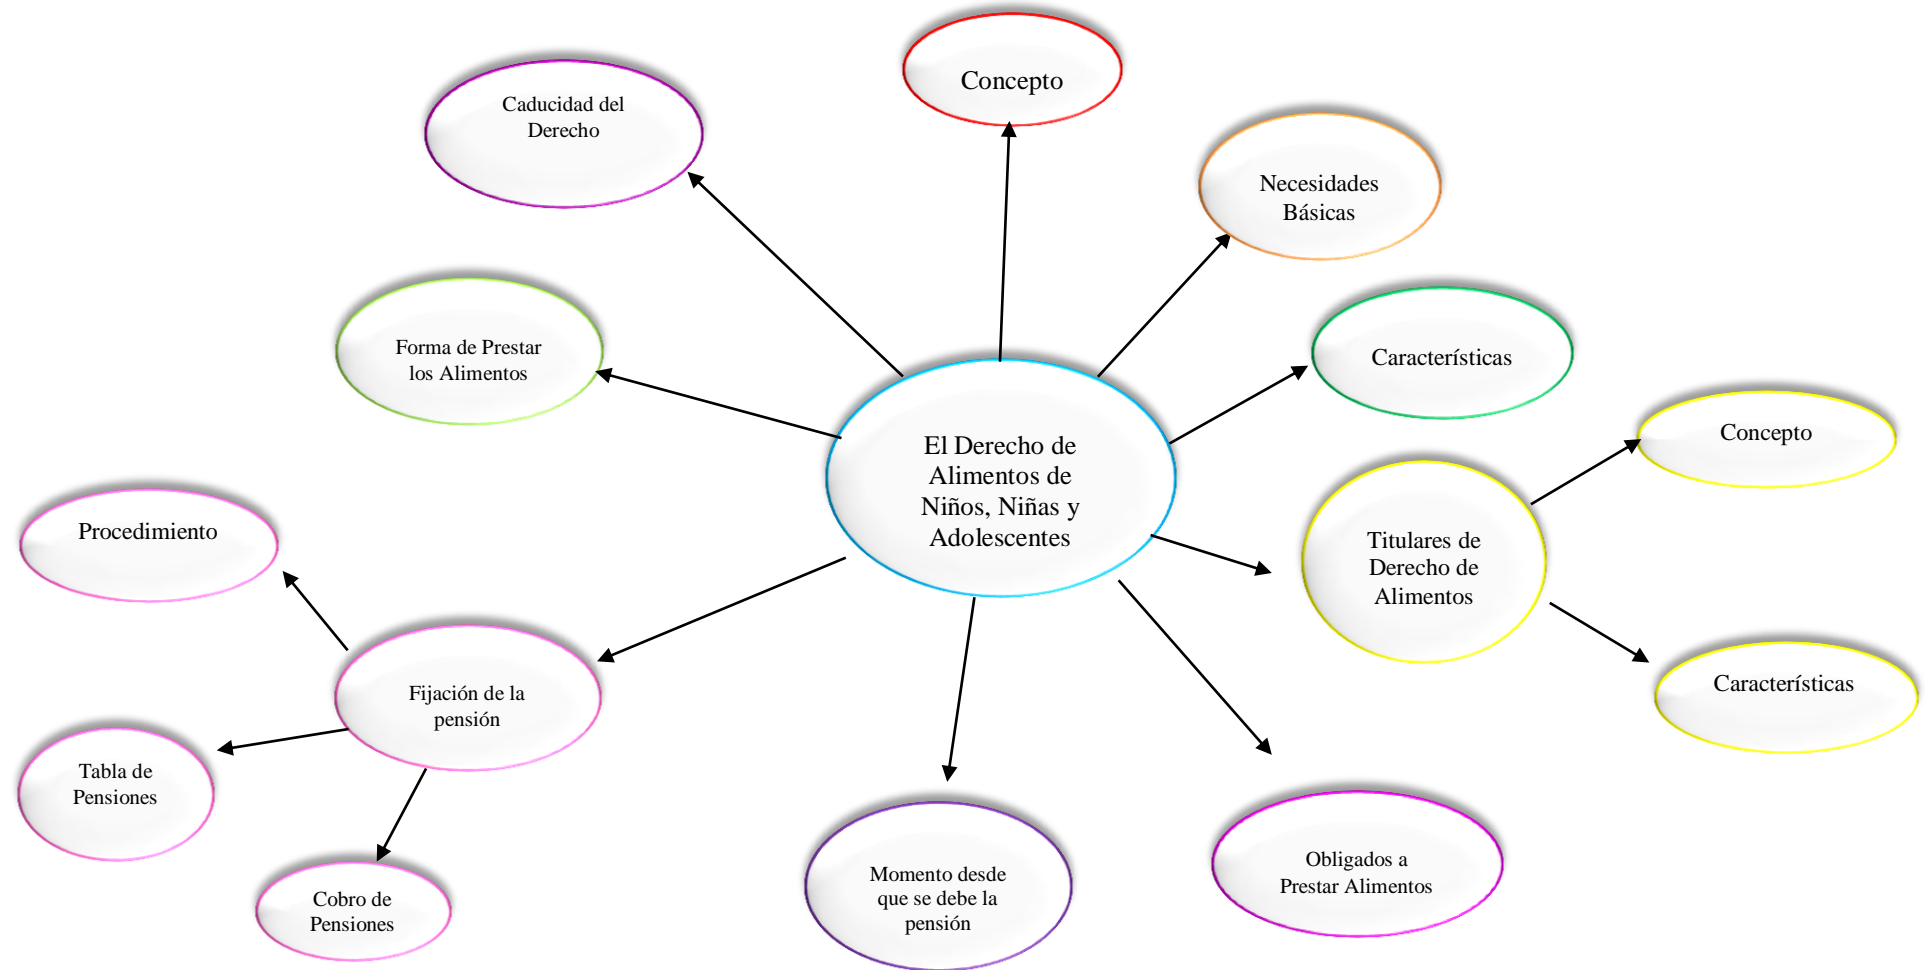 Concepto
Caducidad del
Derecho
Necesidades
Básicas
Forma de Prestar
los Alimentos
Características
El Derecho de
Alimentos de
Niños, Niñas y
Adolescentes
Concepto
Titulares de
Derecho de
Alimentos
Características
Procedimiento
Fijación de la
pensión
Tabla de
Pensiones
Cobro de
Pensiones
Momento desde
que se debe la
pensión
Obligados a
Prestar Alimentos